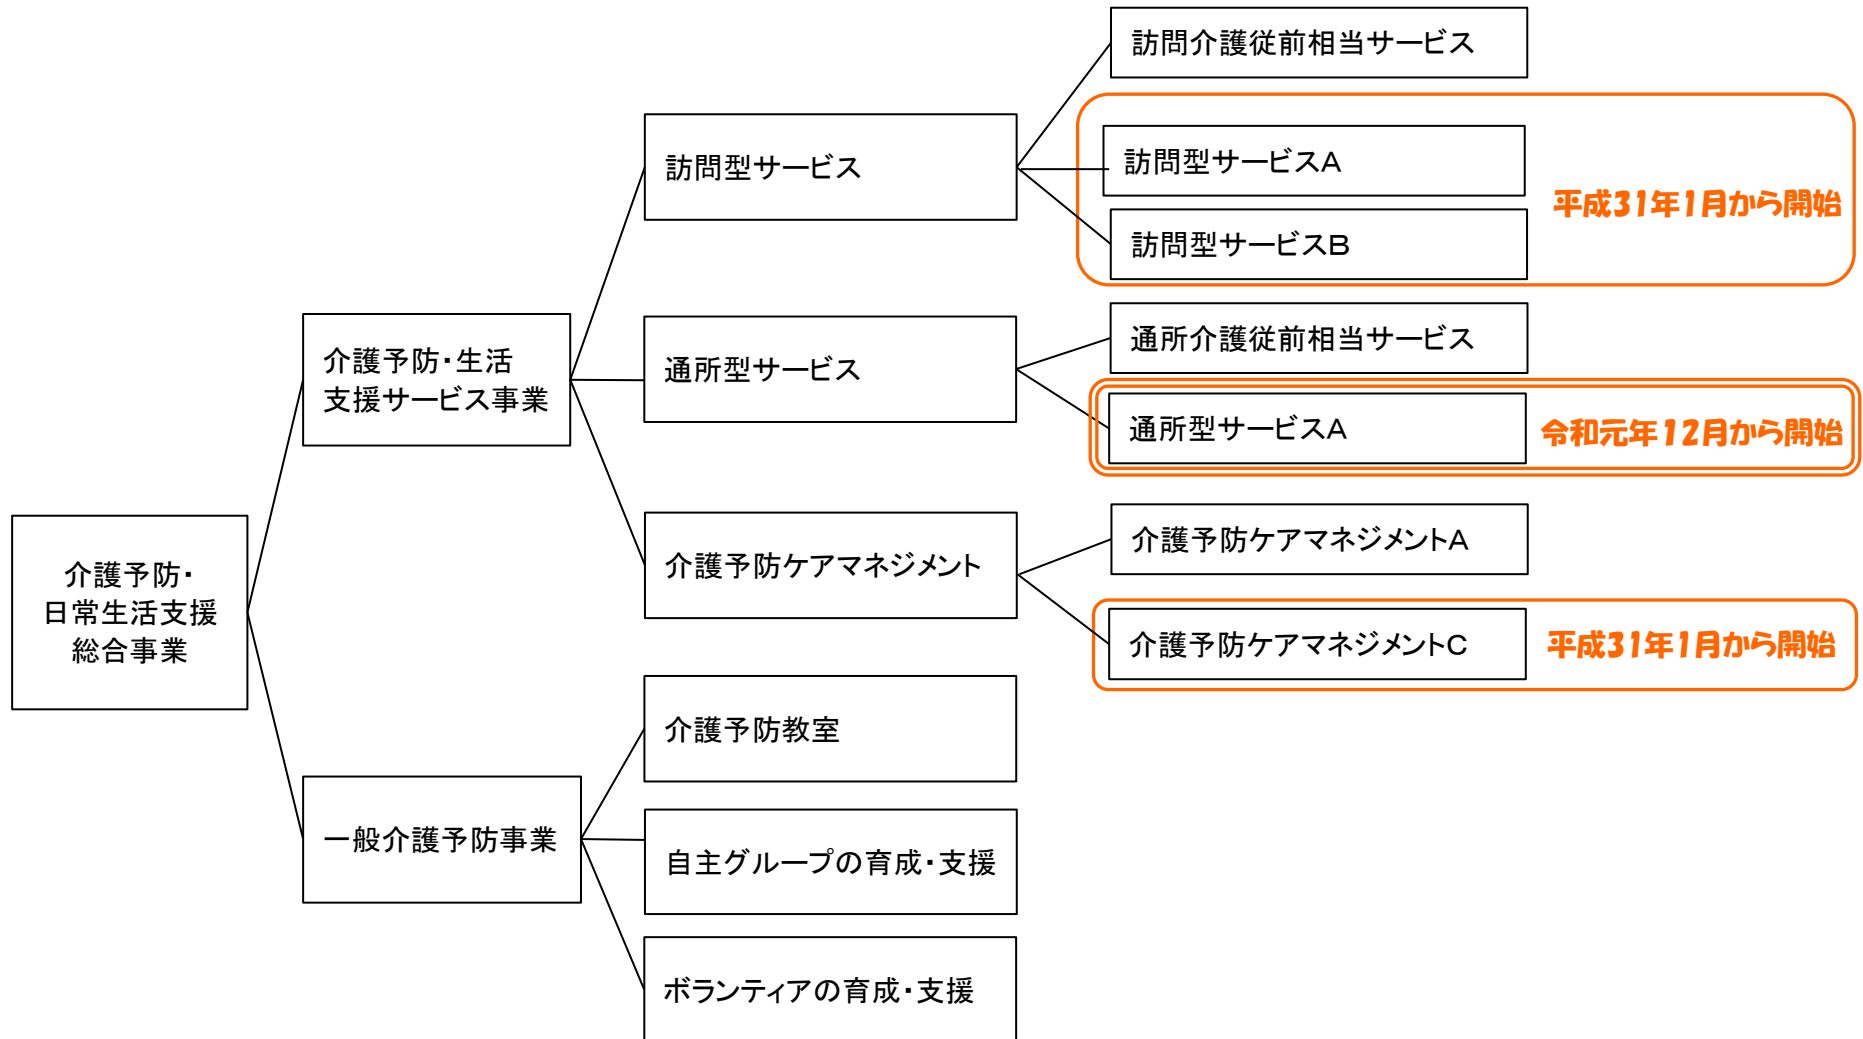 介護予防・
日常生活支援
総合事業
介護予防・生活
支援サービス事業
一般介護予防事業
訪問型サービス
通所型サービス
介護予防ケアマネジメント
介護予防教室
自主グループの育成・支援
ボランティアの育成・支援
訪問介護従前相当サービス
訪問型サービスA
訪問型サービスB
平成31年1月から開始
通所介護従前相当サービス
通所型サービスA
令和元年12月から開始
介護予防ケアマネジメントA
介護予防ケアマネジメントC
平成31年1月から開始